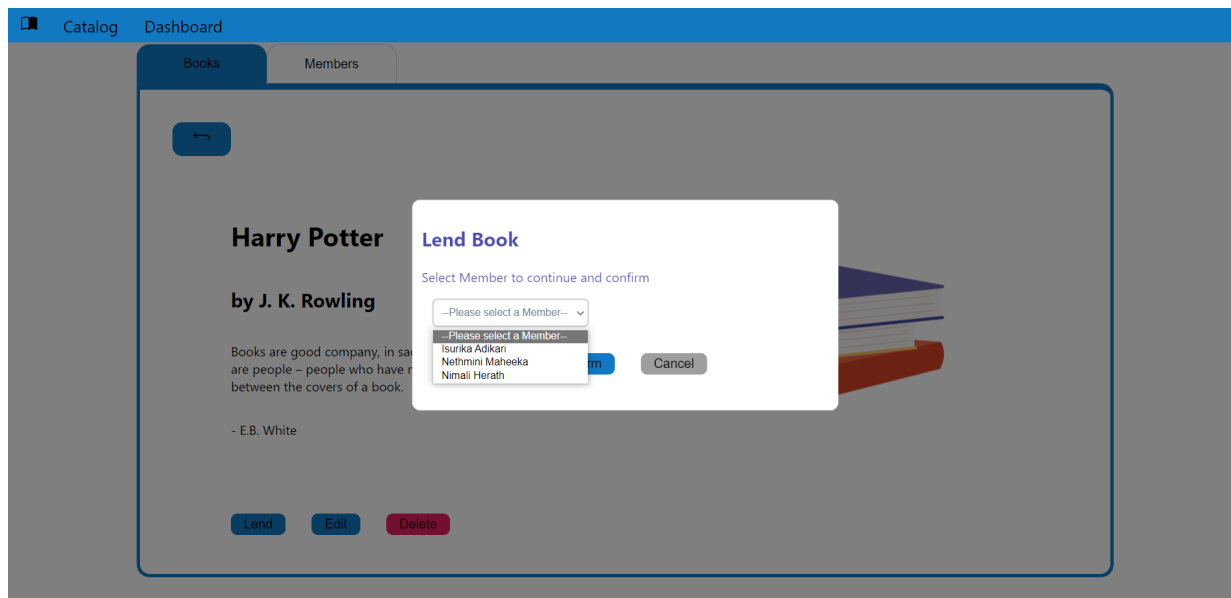 Catalog Dashboard
Books Members
Harry Potter
by J. K. Rowling
Books are good company, in
are people – people who have
between the covers of a book.
- E.B. White
Lend Edit Delete
Lend Book
Select Member to continue and confirm
--Please select a Member--
--Please select a Member--
Isurika Adikari
Nethmini Maheeka
Nimali Herath
Cancel